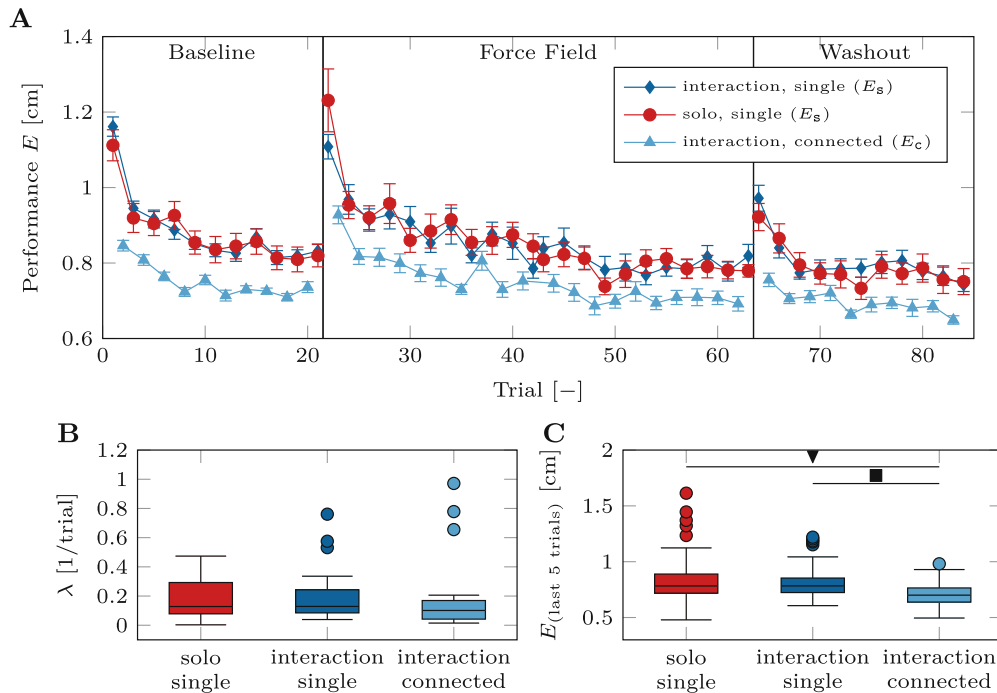 A
Performance E [cm]
1.4
1.2
1
0.8
0.6
Baseline
Force Field
Washout
interaction, single (Es)
solo, single (Es)
interaction, connected (Ec)
0 10 20 30 40 50 60 70 80
Trial [−]
B
λ [1/trial]
1.2
1
0.8
0.6
0.4
0.2
0
solo single
interaction single
interaction connected
C
E(last 5 trials) [cm]
2
1.5
1
0.5
solo single
interaction single
interaction connected